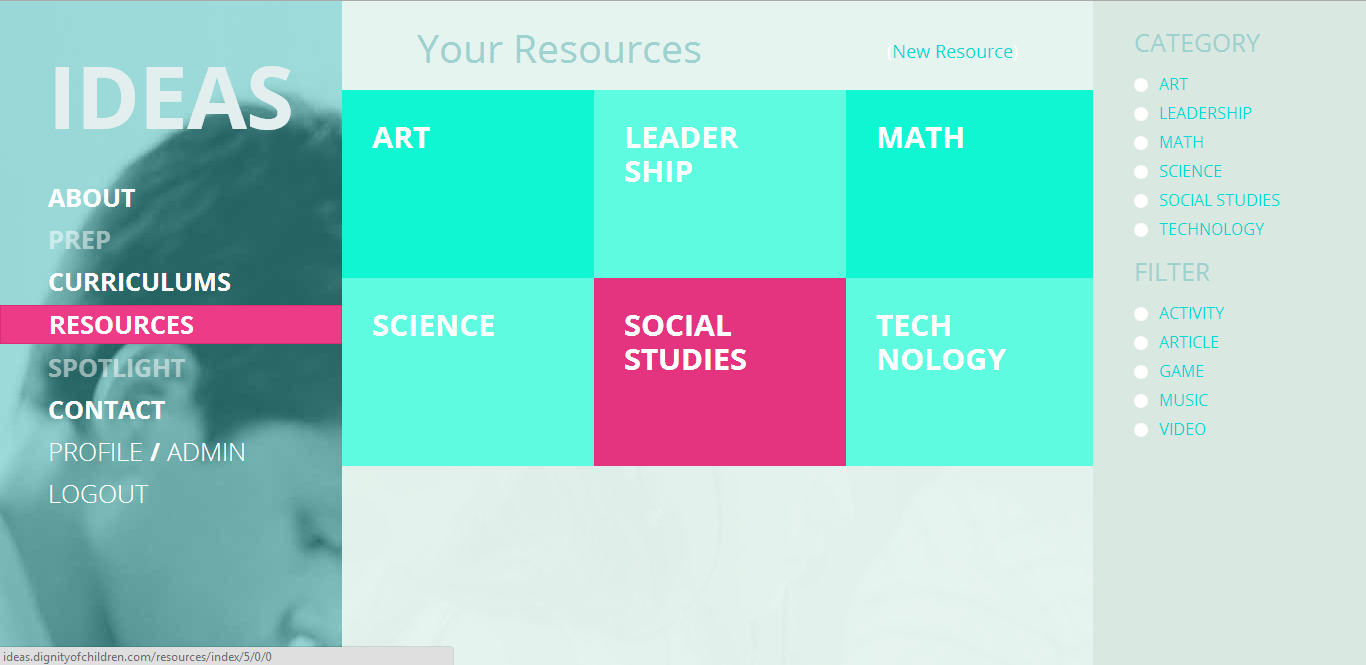 IDEAS
ABOUT
PREP
CURRICULUMS
RESOURCES
SPOTLIGHT
CONTACT
PROFILE / ADMIN
LOGOUT
Your Resources
(New Resource)
ART
LEADER
SHIP
MATH
SCIENCE
SOCIAL
STUDIES
TECH
NOLOGY
CATEGORY
ART
LEADERSHIP
MATH
SCIENCE
SOCIAL STUDIES
TECHNOLOGY
FILTER
ACTIVITY
ARTICLE
GAME
MUSIC
VIDEO
ideas.dignityofchildren.com/resources/index/5/0/0